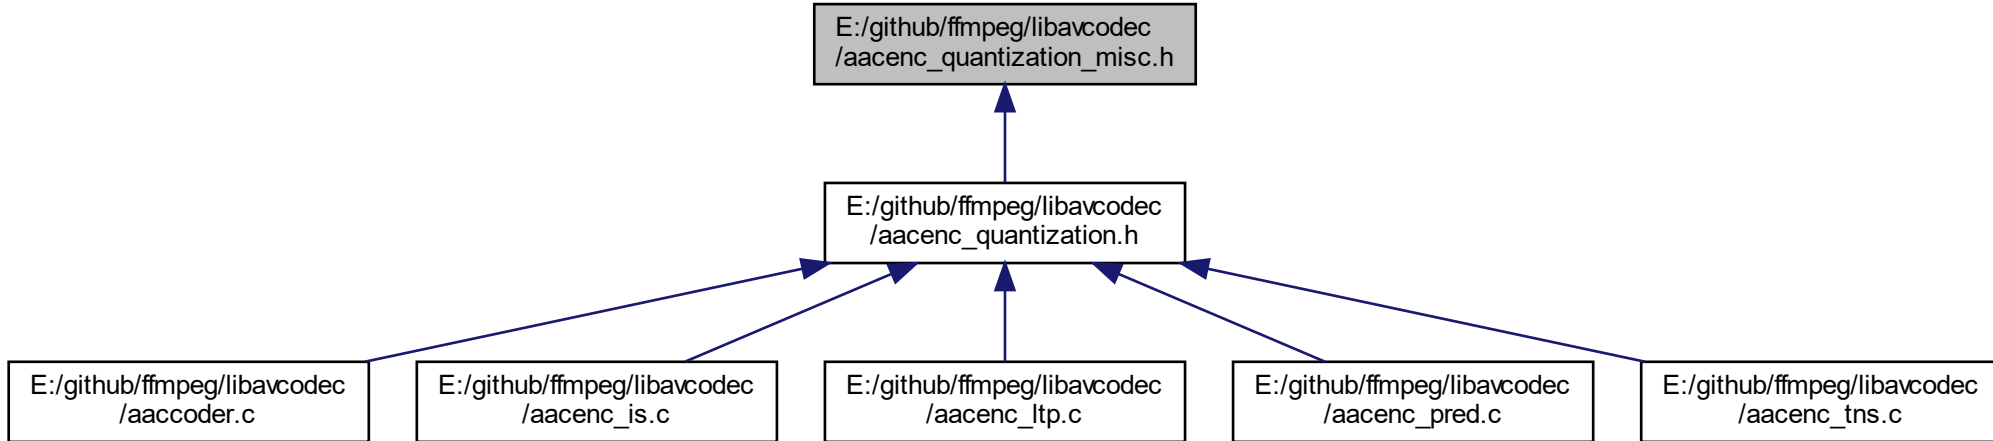 E:/github/ffmpeg/libavcodec
/aacenc_quantization_misc.h
E:/github/ffmpeg/libavcodec
/aacenc_quantization.h
E:/github/ffmpeg/libavcodec
/aaccoder.c
E:/github/ffmpeg/libavcodec
/aacenc_is.c
E:/github/ffmpeg/libavcodec
/aacenc_ltp.c
E:/github/ffmpeg/libavcodec
/aacenc_pred.c
E:/github/ffmpeg/libavcodec
/aacenc_tns.c